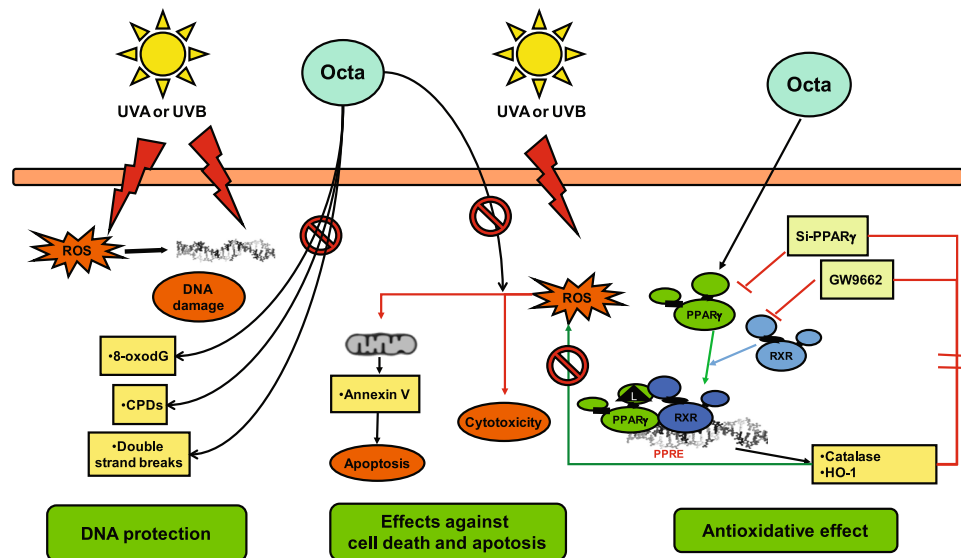 UVA or UVB
Octa
UVA or UVB
Octa
ROS
DNA
damage
•8-oxodG
•CPDs
•Double
strand breaks
DNA protection
ROS
•Annexin V
Apoptosis
Cytotoxicity
Effects against
cell death and apotosis
Si-PPARγ
GW9662
PPARγ
RXR
L
PPARγ
RXR
PPRE
•Catalase
•HO-1
Antioxidative effect